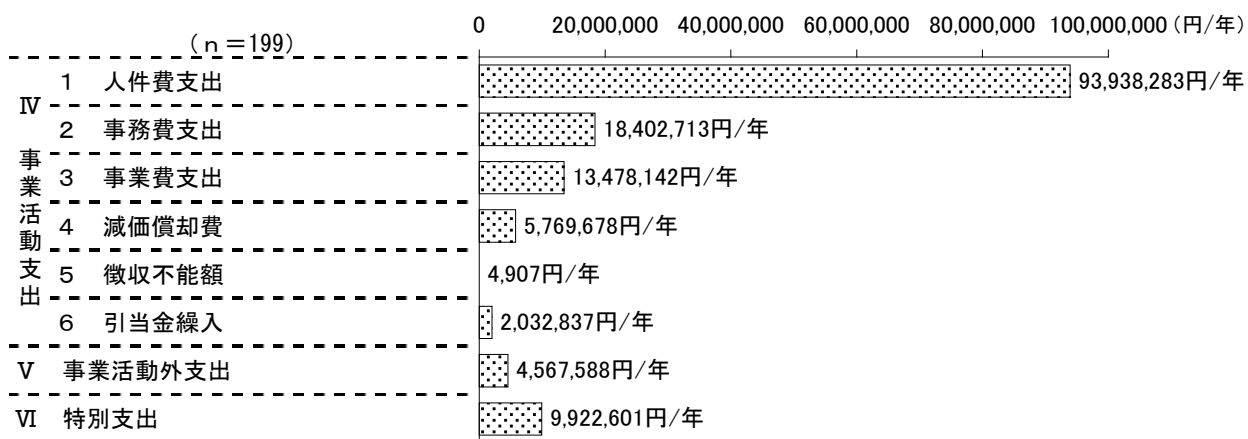 0 20,000,000 40,000,000 60,000,000 80,000,000 100,000,000 (円/年)
(n=199)
Ⅳ 事業活動支出
1 人件費支出 93,938,283円/年
2 事務費支出 18,402,713円/年
3 事業費支出 13,478,142円/年
4 減価償却費 5,769,678円/年
5 徴収不能額 4,907円/年
6 引当金繰入 2,032,837円/年
Ⅴ 事業活動外支出 4,567,588円/年
Ⅵ 特別支出 9,922,601円/年